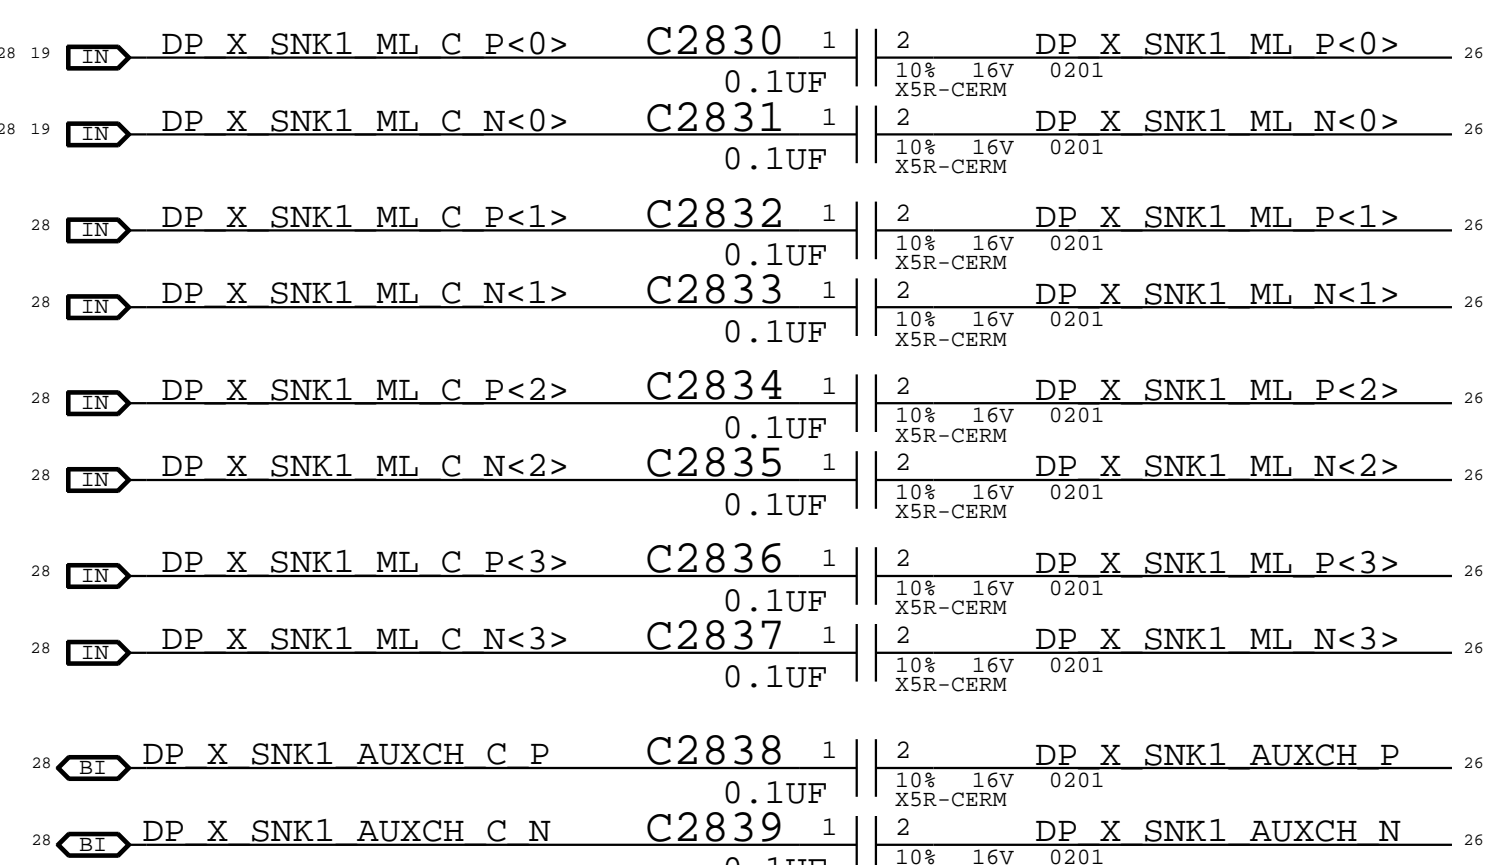 28 19 IN DP_X_SNK1_ML_C_P<0> C2830 1 2 DP_X_SNK1_ML_P<0> 26
0.1UF 10% 16V 0201
X5R-CERM
28 19 IN DP_X_SNK1_ML_C_N<0> C2831 1 2 DP_X_SNK1_ML_N<0> 26
0.1UF 10% 16V 0201
X5R-CERM
28 IN DP_X_SNK1_ML_C_P<1> C2832 1 2 DP_X_SNK1_ML_P<1> 26
0.1UF 10% 16V 0201
X5R-CERM
28 IN DP_X_SNK1_ML_C_N<1> C2833 1 2 DP_X_SNK1_ML_N<1> 26
0.1UF 10% 16V 0201
X5R-CERM
28 IN DP_X_SNK1_ML_C_P<2> C2834 1 2 DP_X_SNK1_ML_P<2> 26
0.1UF 10% 16V 0201
X5R-CERM
28 IN DP_X_SNK1_ML_C_N<2> C2835 1 2 DP_X_SNK1_ML_N<2> 26
0.1UF 10% 16V 0201
X5R-CERM
28 IN DP_X_SNK1_ML_C_P<3> C2836 1 2 DP_X_SNK1_ML_P<3> 26
0.1UF 10% 16V 0201
X5R-CERM
28 IN DP_X_SNK1_ML_C_N<3> C2837 1 2 DP_X_SNK1_ML_N<3> 26
0.1UF 10% 16V 0201
X5R-CERM
28 BI DP_X_SNK1_AUXCH_C_P C2838 1 2 DP_X_SNK1_AUXCH_P 26
0.1UF 10% 16V 0201
X5R-CERM
28 BI DP_X_SNK1_AUXCH_C_N C2839 1 2 DP_X_SNK1_AUXCH_N 26
0.1UF 10% 16V 0201